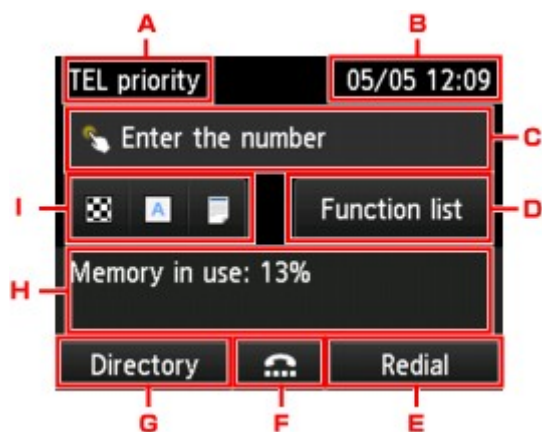 A
B
TEL priority 05/05 12:09
Enter the number
C
I
A
Function list
D
H
Memory in use: 13%
Directory
Redial
G
F
E